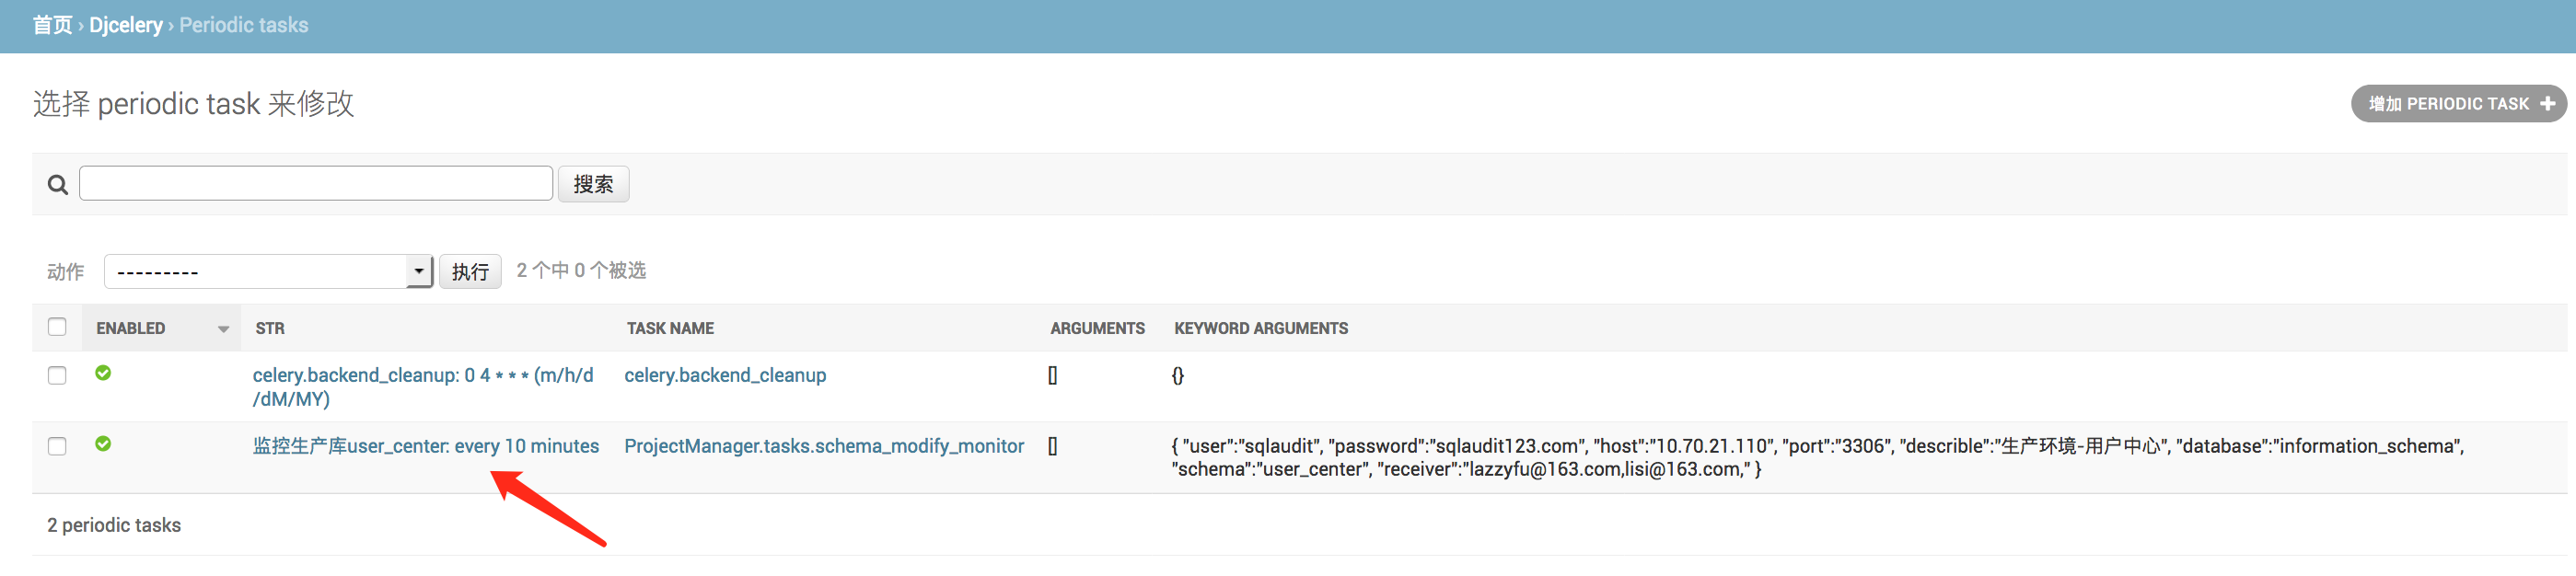 首页 › Djcelery › Periodic tasks
选择 periodic task 来修改
增加 PERIODIC TASK
搜索
动作 --------- 执行 2 个中 0 个被选
ENABLED STR TASK NAME ARGUMENTS KEYWORD ARGUMENTS
celery.backend_cleanup: 0 4 * * * (m/h/d
/dM/MY)
celery.backend_cleanup
[]
{}
监控生产库user_center: every 10 minutes
ProjectManager.tasks.schema_modify_monitor
[]
{ "user":"sqlaudit", "password":"sqlaudit123.com", "host":"10.70.21.110", "port":"3306", "describle":"生产环境-用户中心", "database":"information_schema",
"schema":"user_center", "receiver":"lazzyfu@163.com,lisi@163.com," }
2 periodic tasks